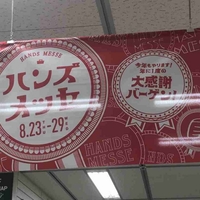 HANDS MESSE
ハンズ
メッセ
8.23-29
今年もやります!
年に1度の
大感謝
バーゲン!
HANDS
MESSE